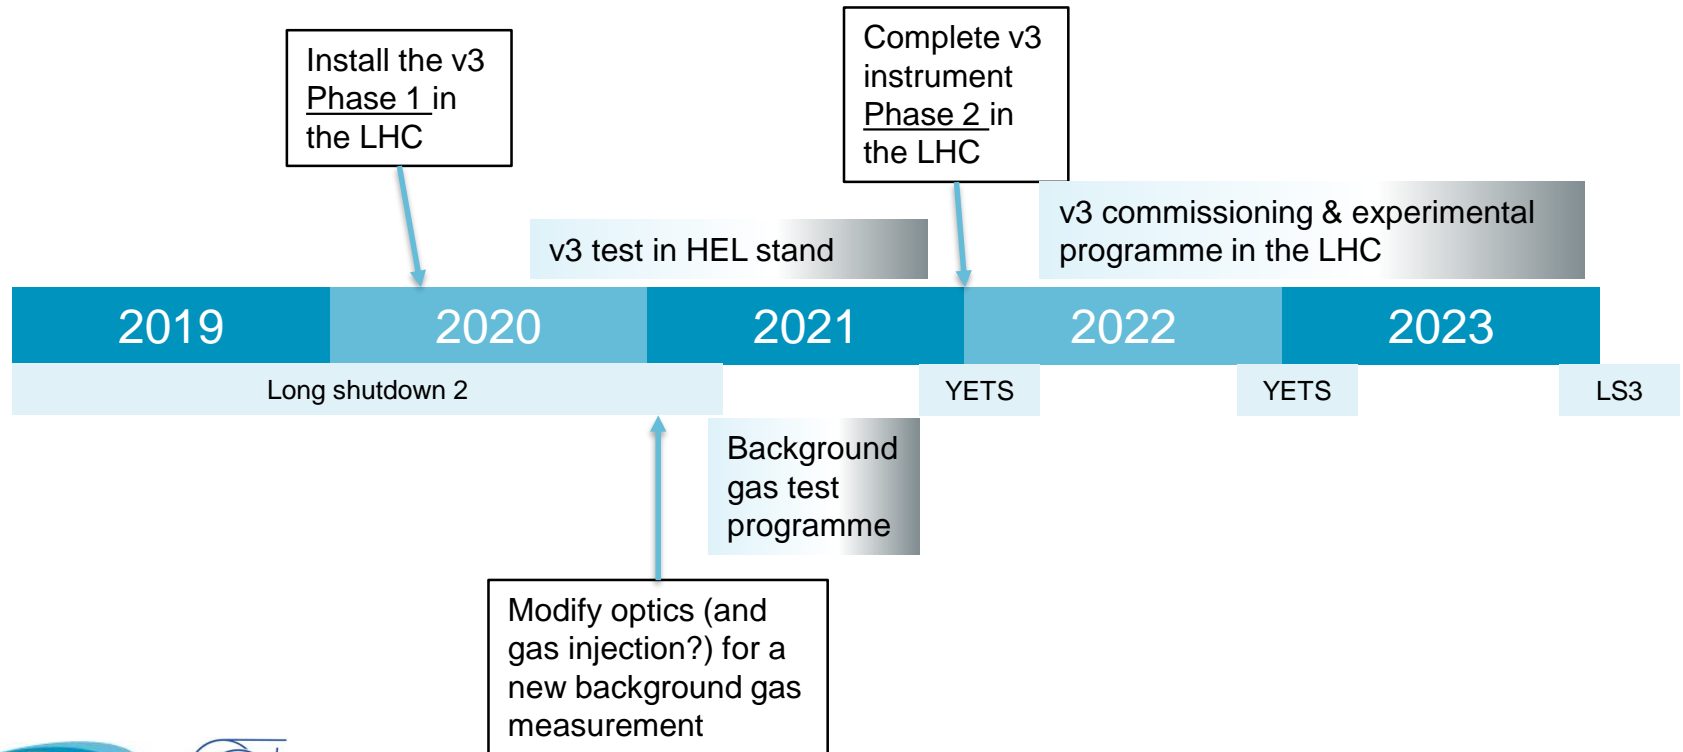 Install the v3
Phase 1 in
the LHC
Complete v3
instrument
Phase 2 in
the LHC
v3 test in HEL stand
v3 commissioning & experimental
programme in the LHC
2019
2020
2021
2022
2023
Long shutdown 2
YETS
YETS
LS3
Background
gas test
programme
Modify optics (and
gas injection?) for a
new background gas
measurement